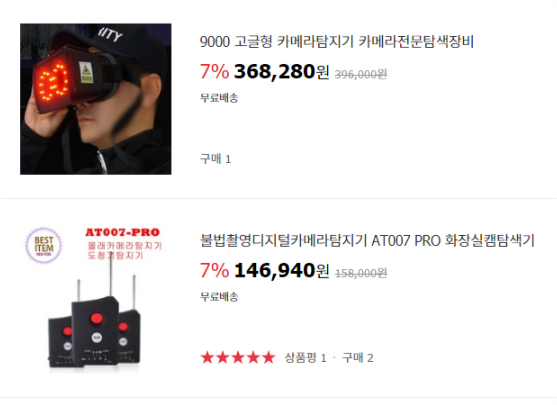 IITY
9000 고글형 카메라탐지기 카메라전문탐색장비
7% 368,280원 396,000원
무료배송
구매 1
BEST
ITEM
AT007-PRO
몰래카메라탐지기
도청기탐지기
불법촬영디지털카메라탐지기 AT007 PRO 화장실캠탐색기
7% 146,940원 158,000원
무료배송
★★★★★ 상품평 1 · 구매 2